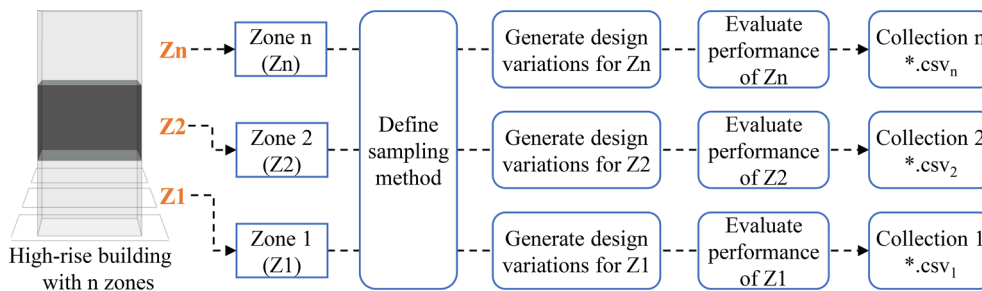 Zn
Zone n
(Zn)
Generate design
variations for Zn
Evaluate
performance
of Zn
Collection n
*.csvₙ
Z2
Zone 2
(Z2)
Define
sampling
method
Generate design
variations for Z2
Evaluate
performance
of Z2
Collection 2
*.csv₂
Z1
Zone 1
(Z1)
Generate design
variations for Z1
Evaluate
performance
of Z1
Collection 1
*.csv₁
High-rise building
with n zones